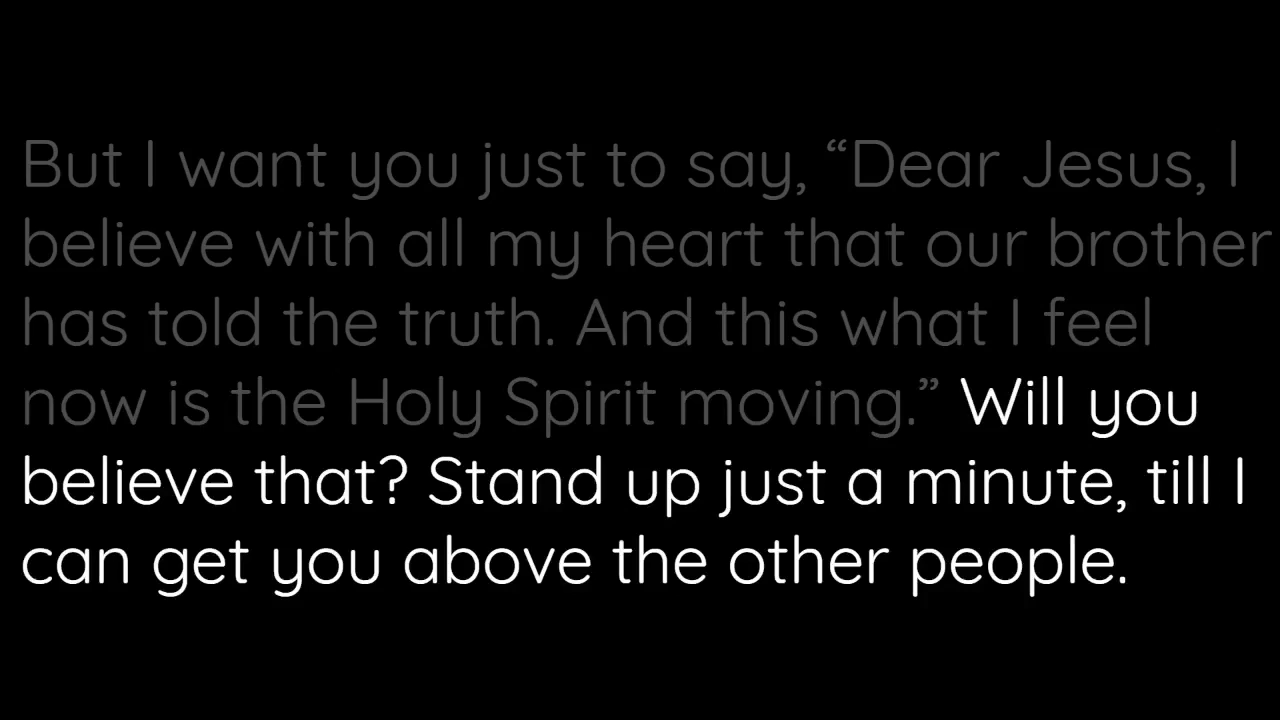 But I want you just to say, “Dear Jesus, I
believe with all my heart that our brother
has told the truth. And this what I feel
now is the Holy Spirit moving.” Will you
believe that? Stand up just a minute, till I
can get you above the other people.